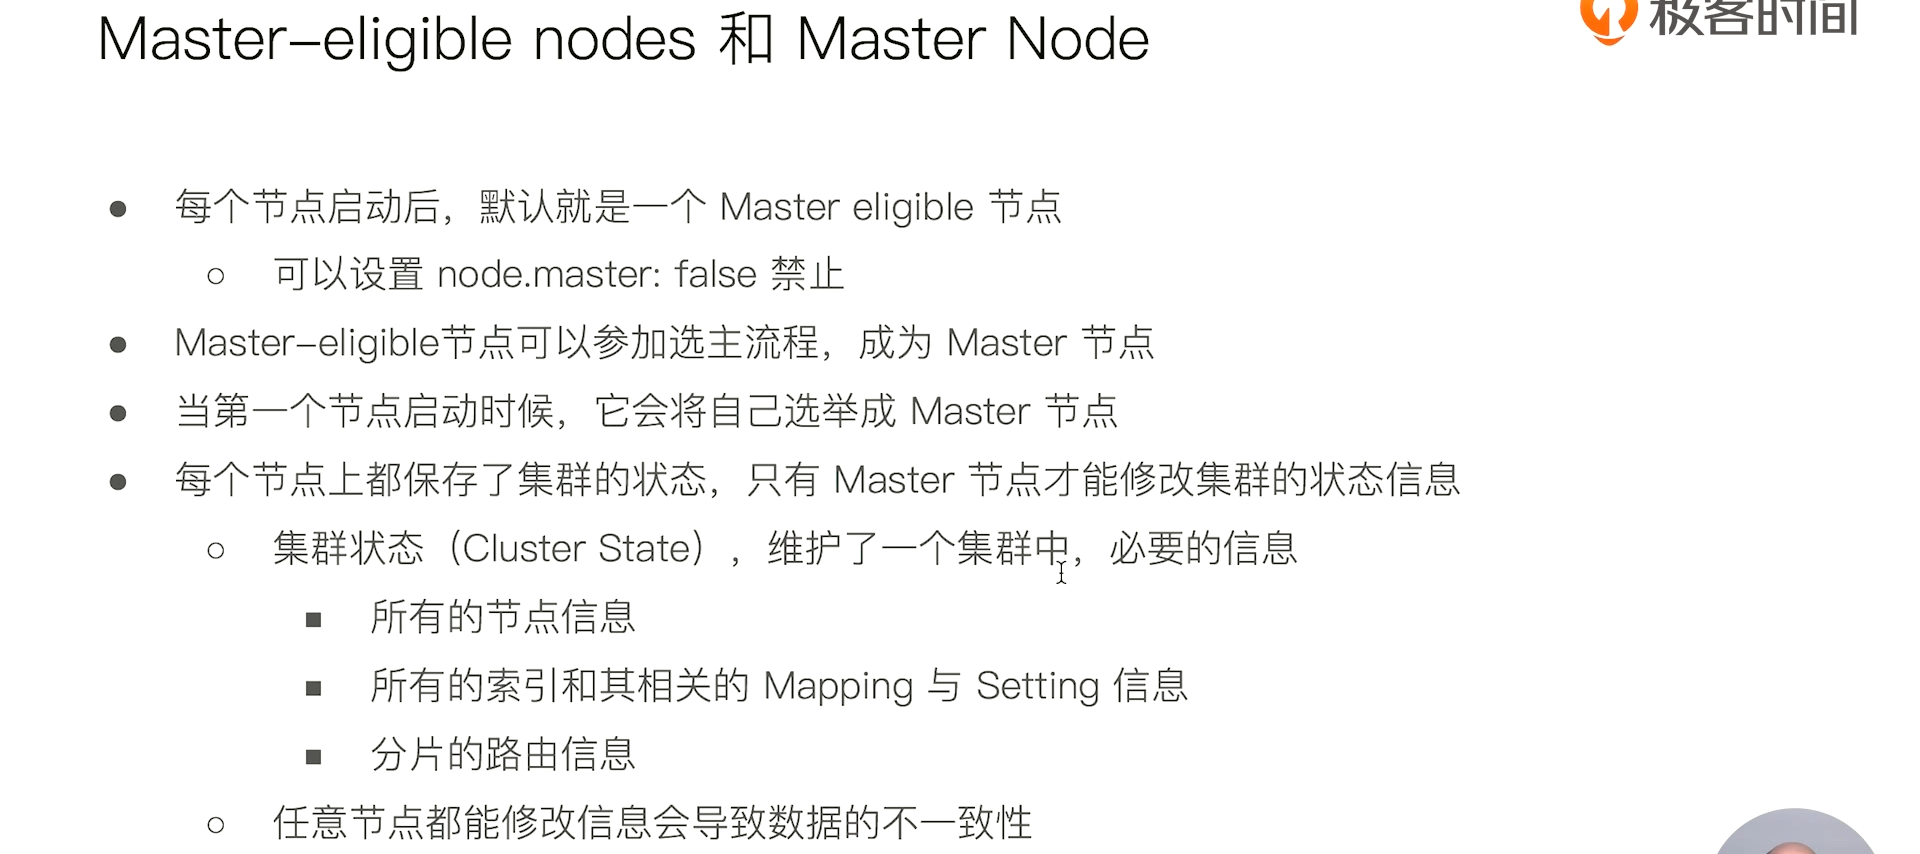 Master-eligible nodes 和 Master Node
极客时间
● 每个节点启动后，默认就是一个 Master eligible 节点
○ 可以设置 node.master: false 禁止
● Master-eligible节点可以参加选主流程，成为 Master 节点
● 当第一个节点启动时候，它会将自己选举成 Master 节点
● 每个节点上都保存了集群的状态，只有 Master 节点才能修改集群的状态信息
○ 集群状态（Cluster State），维护了一个集群中，必要的信息
■ 所有的节点信息
■ 所有的索引和其相关的 Mapping 与 Setting 信息
■ 分片的路由信息
○ 任意节点都能修改信息会导致数据的不一致性